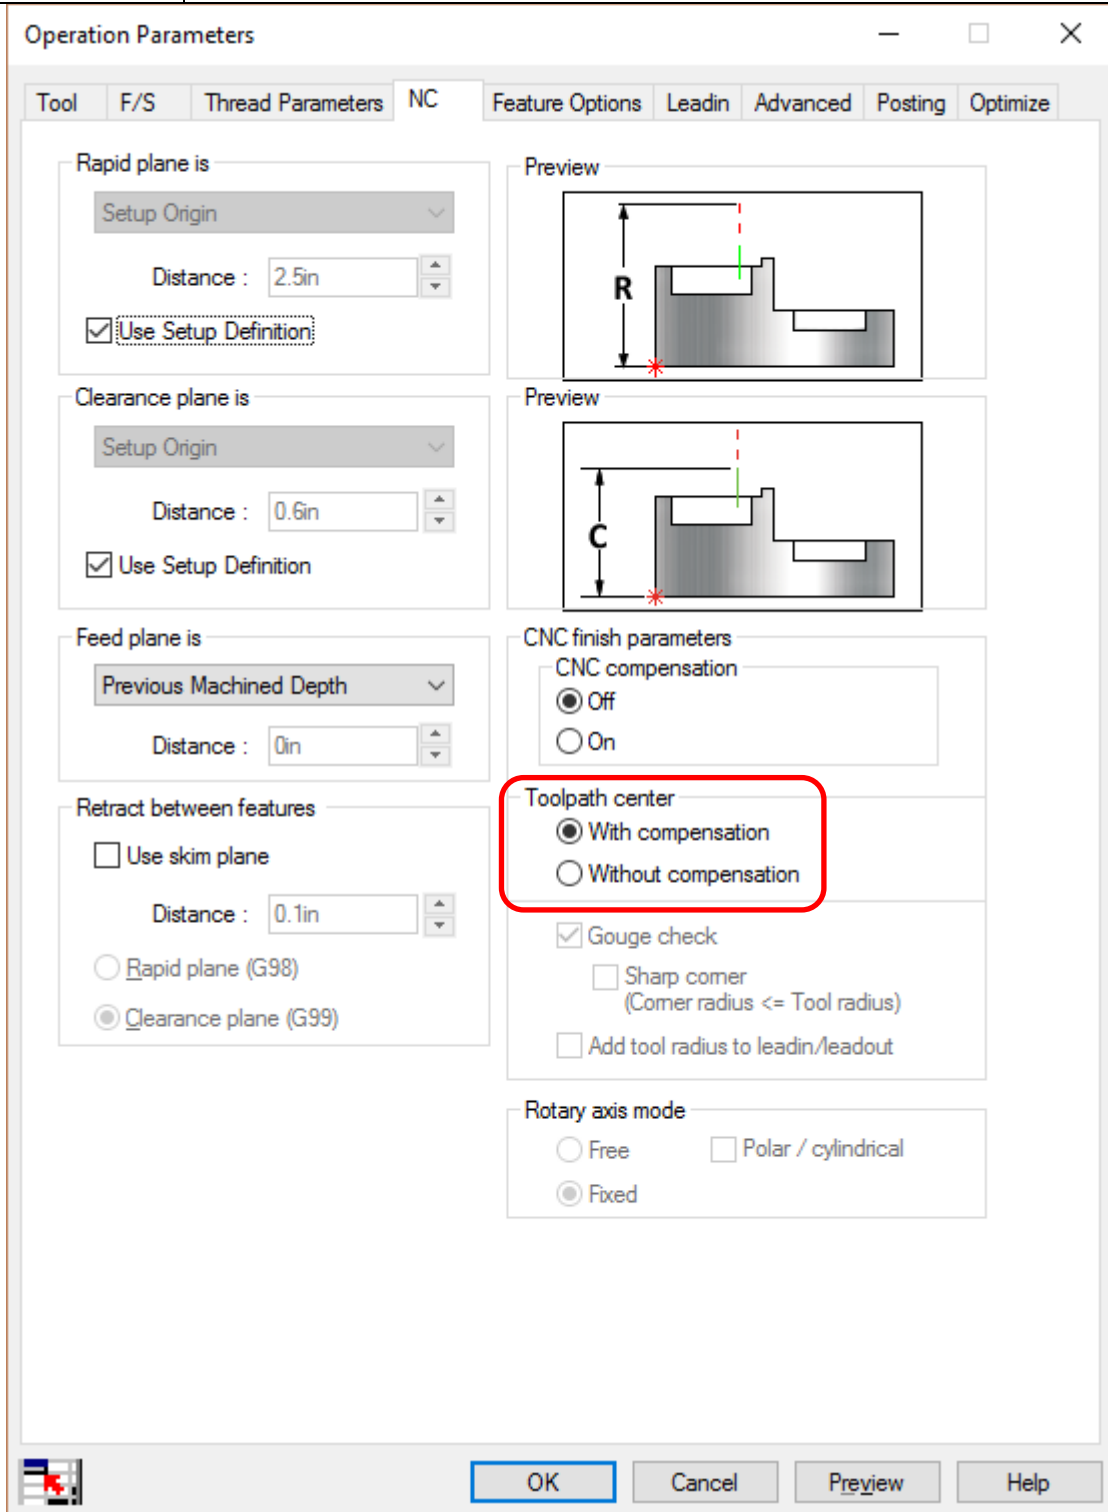 Operation Parameters
Tool F/S Thread Parameters NC Feature Options Leadin Advanced Posting Optimize
Rapid plane is
Setup Origin
Distance : 2.5in
Use Setup Definition
Preview
R
Clearance plane is
Setup Origin
Distance : 0.6in
Use Setup Definition
Preview
C
Feed plane is
Previous Machined Depth
Distance : 0in
Retract between features
Use skim plane
Distance : 0.1in
Rapid plane (G98)
Clearance plane (G99)
CNC finish parameters
CNC compensation
Off
On
Toolpath center
With compensation
Without compensation
Gouge check
Sharp corner
(Corner radius <= Tool radius)
Add tool radius to leadin/leadout
Rotary axis mode
Free Polar / cylindrical
Fixed
OK Cancel Preview Help